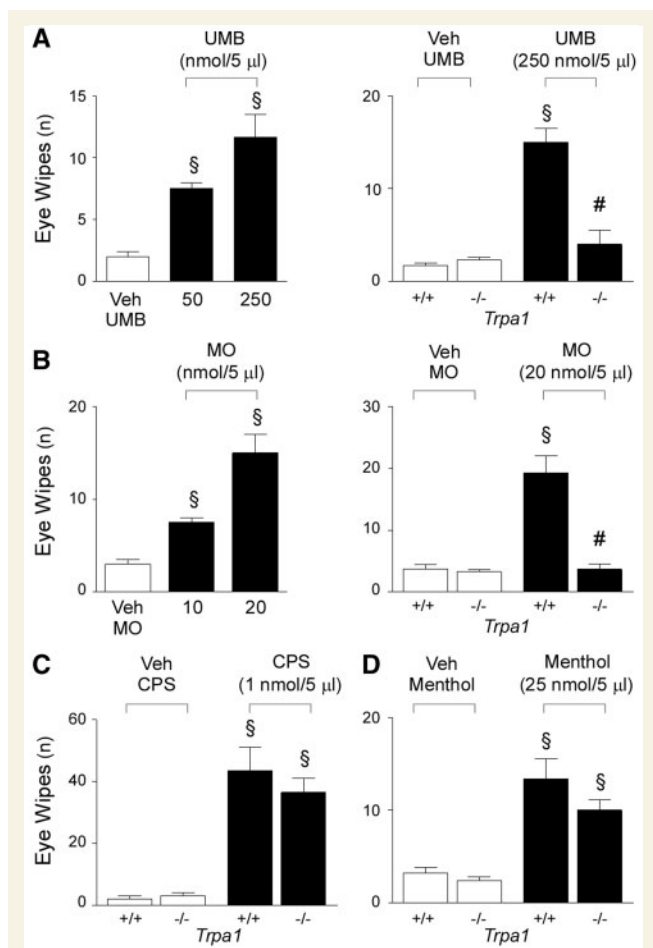 A
UMB
(nmol/5 µl)
Eye Wipes (n)
15
10
5
0
§
§
Veh
UMB
50
250
Veh
UMB
UMB
(250 nmol/5 µl)
20
10
0
§
#
+/+
-/-
+/+
-/-
Trpa1
B
MO
(nmol/5 µl)
Eye Wipes (n)
20
10
0
§
§
Veh
MO
10
20
Veh
MO
MO
(20 nmol/5 µl)
30
20
10
0
§
#
+/+
-/-
+/+
-/-
Trpa1
C
Veh
CPS
CPS
(1 nmol/5 µl)
Eye Wipes (n)
60
40
20
0
§
§
+/+
-/-
+/+
-/-
Trpa1
D
Veh
Menthol
Menthol
(25 nmol/5 µl)
20
10
0
§
§
+/+
-/-
+/+
-/-
Trpa1